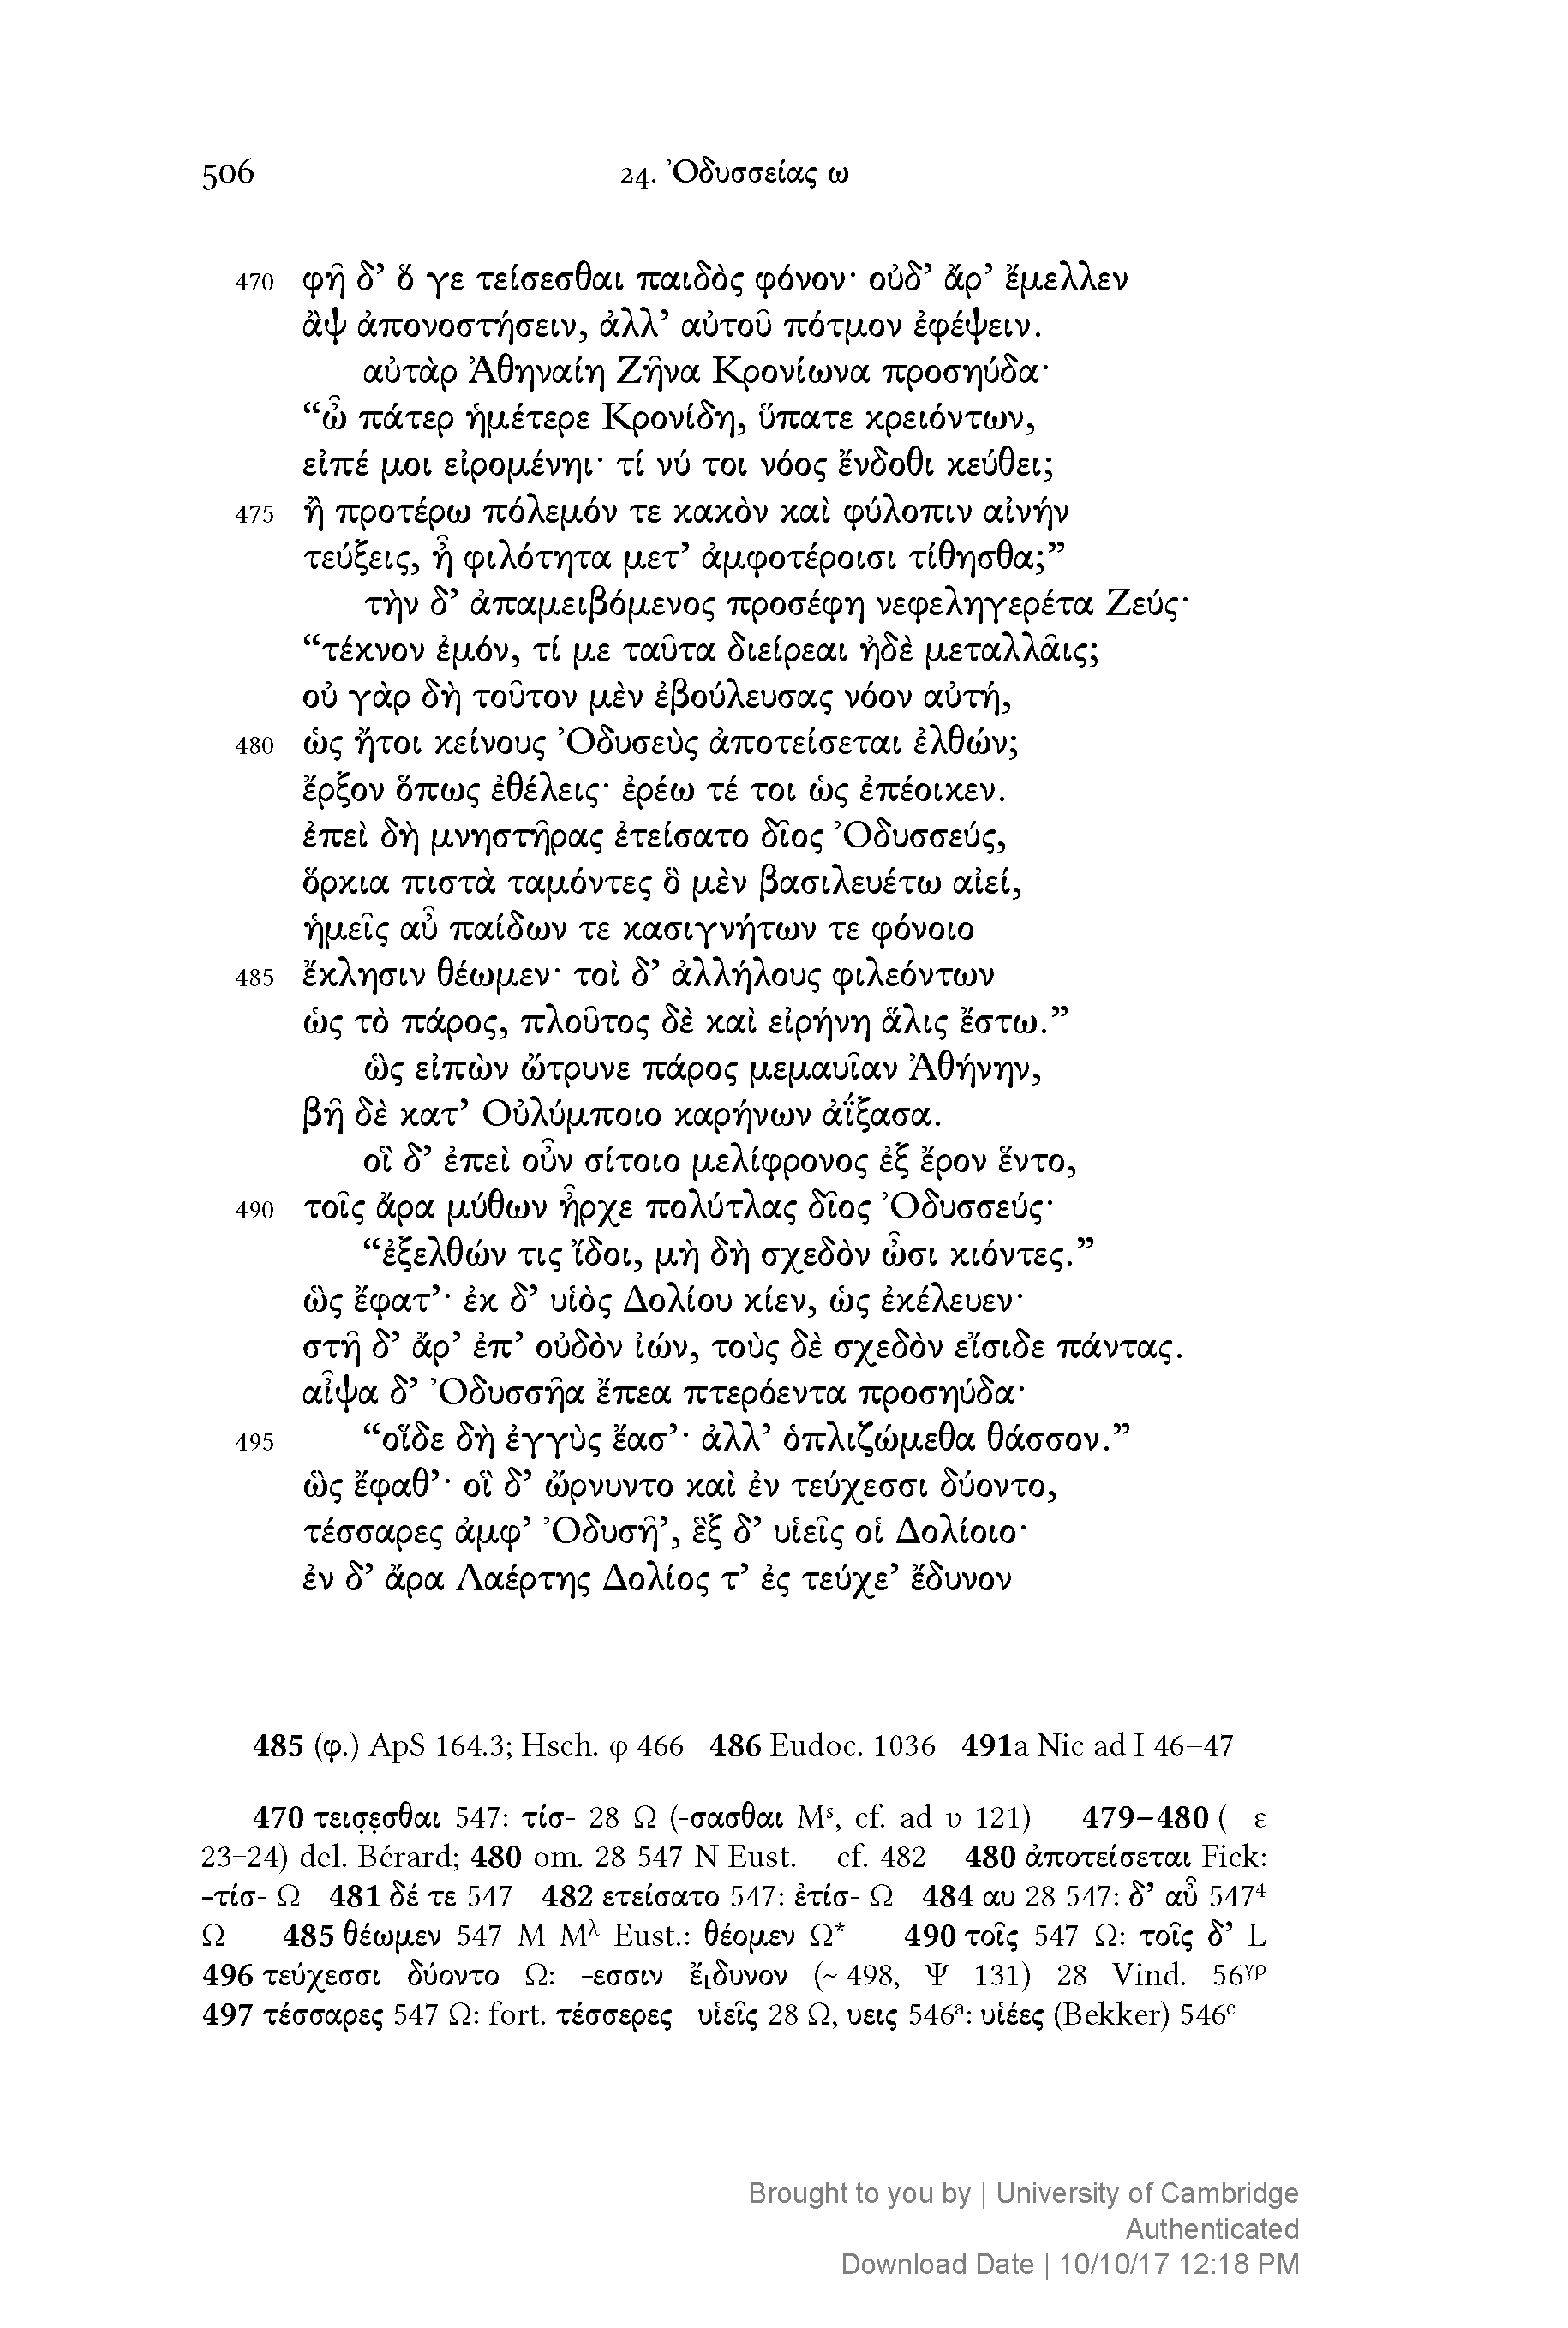 506 24. Ὀδυσσείας ω
470 φῆ δ’ ὅ γε τείσεσθαι παιδὸς φόνον· οὐδ’ ἄρ’ ἔμελλεν
ἂψ ἀπονοστήσειν, ἀλλ’ αὐτοῦ πότμον ἐφέψειν.
αὐτὰρ Ἀθηναίη Ζῆνα Κρονίωνα προσηύδα·
“ὦ πάτερ ἡμέτερε Κρονίδη, ὕπατε κρειόντων,
εἰπέ μοι εἰρομένηι· τί νύ τοι νόος ἔνδοθι κεύθει;
475 ἢ προτέρω πόλεμόν τε κακὸν καὶ φύλοπιν αἰνήν
τεύξεις, ἦ φιλότητα μετ’ ἀμφοτέροισι τίθησθα;”
τὴν δ’ ἀπαμειβόμενος προσέφη νεφεληγερέτα Ζεύς·
“τέκνον ἐμόν, τί με ταῦτα διείρεαι ἠδὲ μεταλλᾶις;
οὐ γὰρ δὴ τοῦτον μὲν ἐβούλευσας νόον αὐτή,
480 ὡς ἤτοι κείνους Ὀδυσεὺς ἀποτείσεται ἐλθών;
ἔρξον ὅπως ἐθέλεις· ἐρέω τέ τοι ὡς ἐπέοικεν.
ἐπεὶ δὴ μνηστῆρας ἐτείσατο δῖος Ὀδυσσεύς,
ὅρκια πιστὰ ταμόντες ὃ μὲν βασιλευέτω αἰεί,
ἡμεῖς αὖ παίδων τε κασιγνήτων τε φόνοιο
485 ἔκλησιν θέωμεν· τοὶ δ’ ἀλλήλους φιλεόντων
ὡς τὸ πάρος, πλοῦτος δὲ καὶ εἰρήνη ἅλις ἔστω.”
ὣς εἰπὼν ὤτρυνε πάρος μεμαυῖαν Ἀθήνην,
βῆ δὲ κατ’ Οὐλύμποιο καρήνων ἀΐξασα.
οἳ δ’ ἐπεὶ οὖν σίτοιο μελίφρονος ἐξ ἔρον ἕντο,
490 τοῖς ἄρα μύθων ἦρχε πολύτλας δῖος Ὀδυσσεύς·
“ἐξελθών τις ἴδοι, μὴ δὴ σχεδὸν ὦσι κιόντες.”
ὣς ἔφατ’· ἐκ δ’ υἱὸς Δολίου κίεν, ὡς ἐκέλευεν·
στῆ δ’ ἄρ’ ἐπ’ οὐδὸν ἰών, τοὺς δὲ σχεδὸν εἴσιδε πάντας.
αἶψα δ’ Ὀδυσσῆα ἔπεα πτερόεντα προσηύδα·
495 “οἵδε δὴ ἐγγὺς ἔασ’· ἀλλ’ ὁπλιζώμεθα θάσσον.”
ὣς ἔφαθ’· οἳ δ’ ὤρνυντο καὶ ἐν τεύχεσσι δύοντο,
τέσσαρες ἀμφ’ Ὀδυσῆ’, ἓξ δ’ υἱεῖς οἱ Δολίοιο·
ἐν δ’ ἄρα Λαέρτης Δολίος τ’ ἐς τεύχε’ ἔδυνον
485 (φ.) ApS 164.3; Hsch. φ 466 486 Eudoc. 1036 491a Nic ad I 46–47
470 τεισ̣ε̣σθαι 547: τίσ- 28 Ω (-σασθαι Mˢ, cf. ad υ 121) 479–480 (= ε
23–24) del. Bérard; 480 om. 28 547 N Eust. – cf. 482 480 ἀποτείσεται Fick:
-τίσ- Ω 481 δέ τε 547 482 ετείσατο 547: ἐτίσ- Ω 484 αυ 28 547: δ’ αὖ 547⁴
Ω 485 θέωμεν 547 M Mᵏ Eust.: θέομεν Ω* 490 τοῖς 547 Ω: τοῖς δ’ L
496 τεύχεσσι δύοντο Ω: -εσσιν ἔ⌊δυνον (~ 498, Ψ 131) 28 Vind. 56ᵞᵖ
497 τέσσαρες 547 Ω: fort. τέσσερες υἱεῖς 28 Ω, υεις 546ᵃ: υἱέες (Bekker) 546ᶜ
Brought to you by | University of Cambridge
Authenticated
Download Date | 10/10/17 12:18 PM